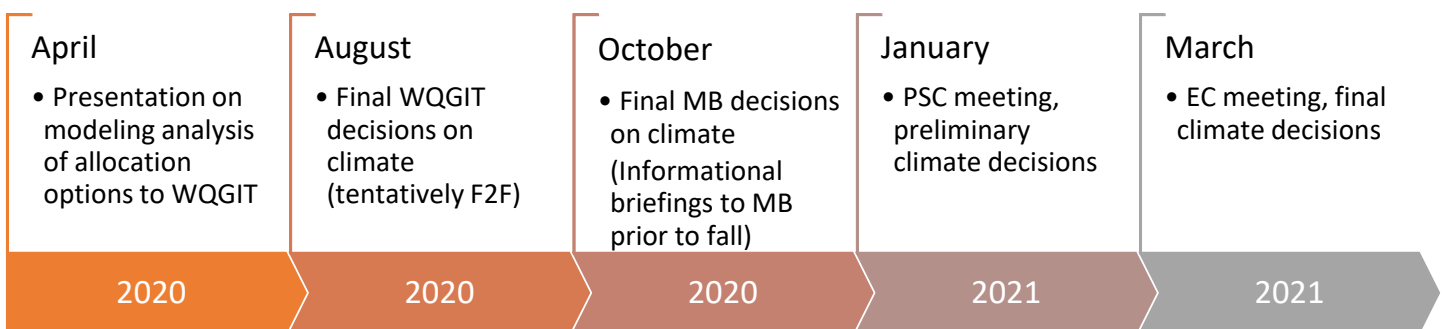 April
• Presentation on
modeling analysis
of allocation
options to WQGIT
2020
August
• Final WQGIT
decisions on
climate
(tentatively F2F)
2020
October
• Final MB decisions
on climate
(Informational
briefings to MB
prior to fall)
2020
January
• PSC meeting,
preliminary
climate decisions
2021
March
• EC meeting, final
climate decisions
2021